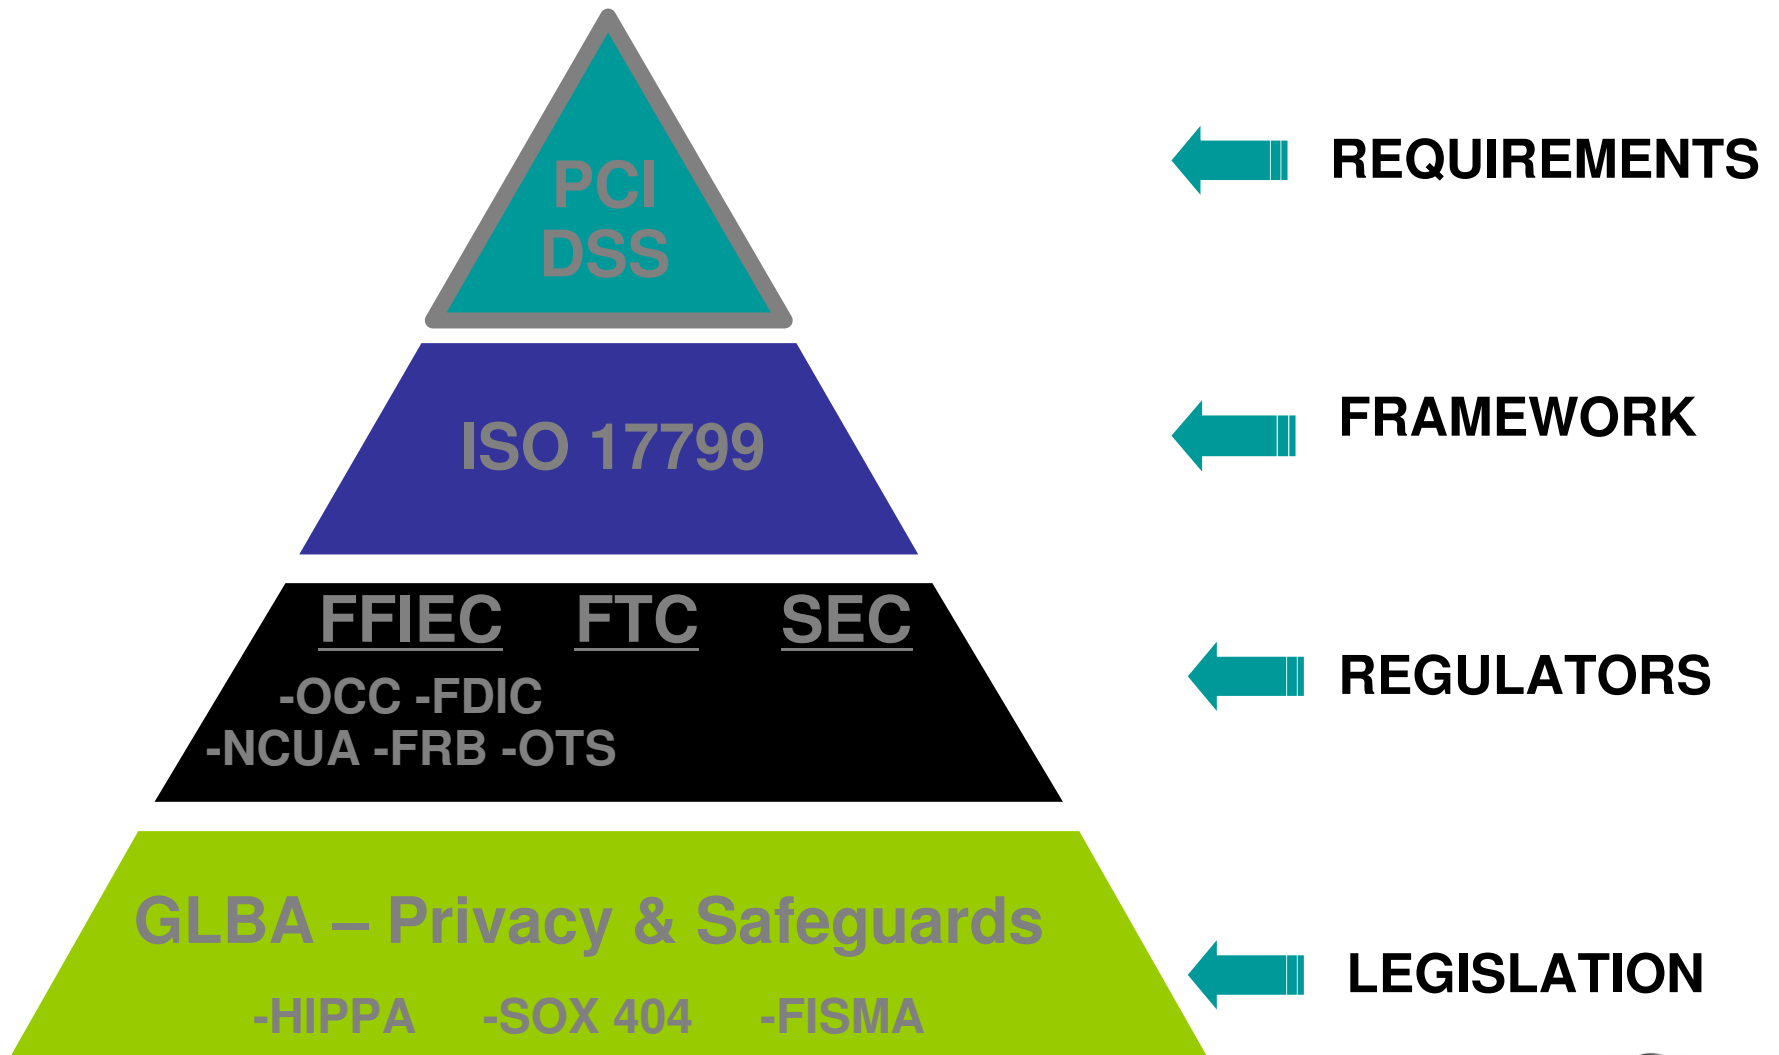 PCI
DSS
REQUIREMENTS
ISO 17799
FRAMEWORK
FFIEC FTC SEC
-OCC -FDIC
-NCUA -FRB -OTS
REGULATORS
GLBA – Privacy & Safeguards
-HIPPA -SOX 404 -FISMA
LEGISLATION